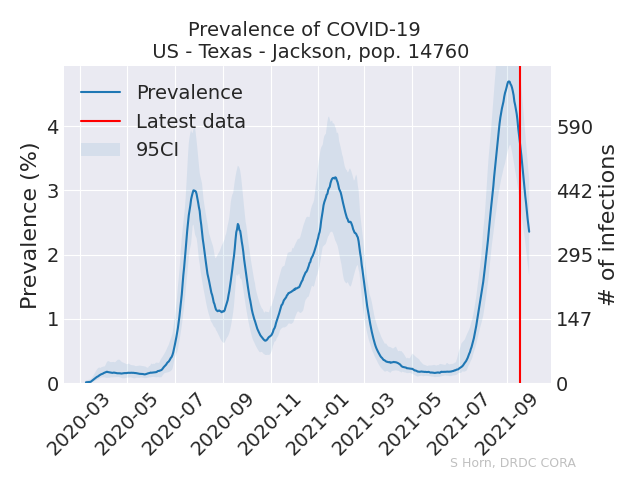 Prevalence of COVID-19
US - Texas - Jackson, pop. 14760
Prevalence
Latest data
95CI
Prevalence (%)
4
3
2
1
0
# of infections
590
442
295
147
0
2020-03
2020-05
2020-07
2020-09
2020-11
2021-01
2021-03
2021-05
2021-07
2021-09
S Horn, DRDC CORA